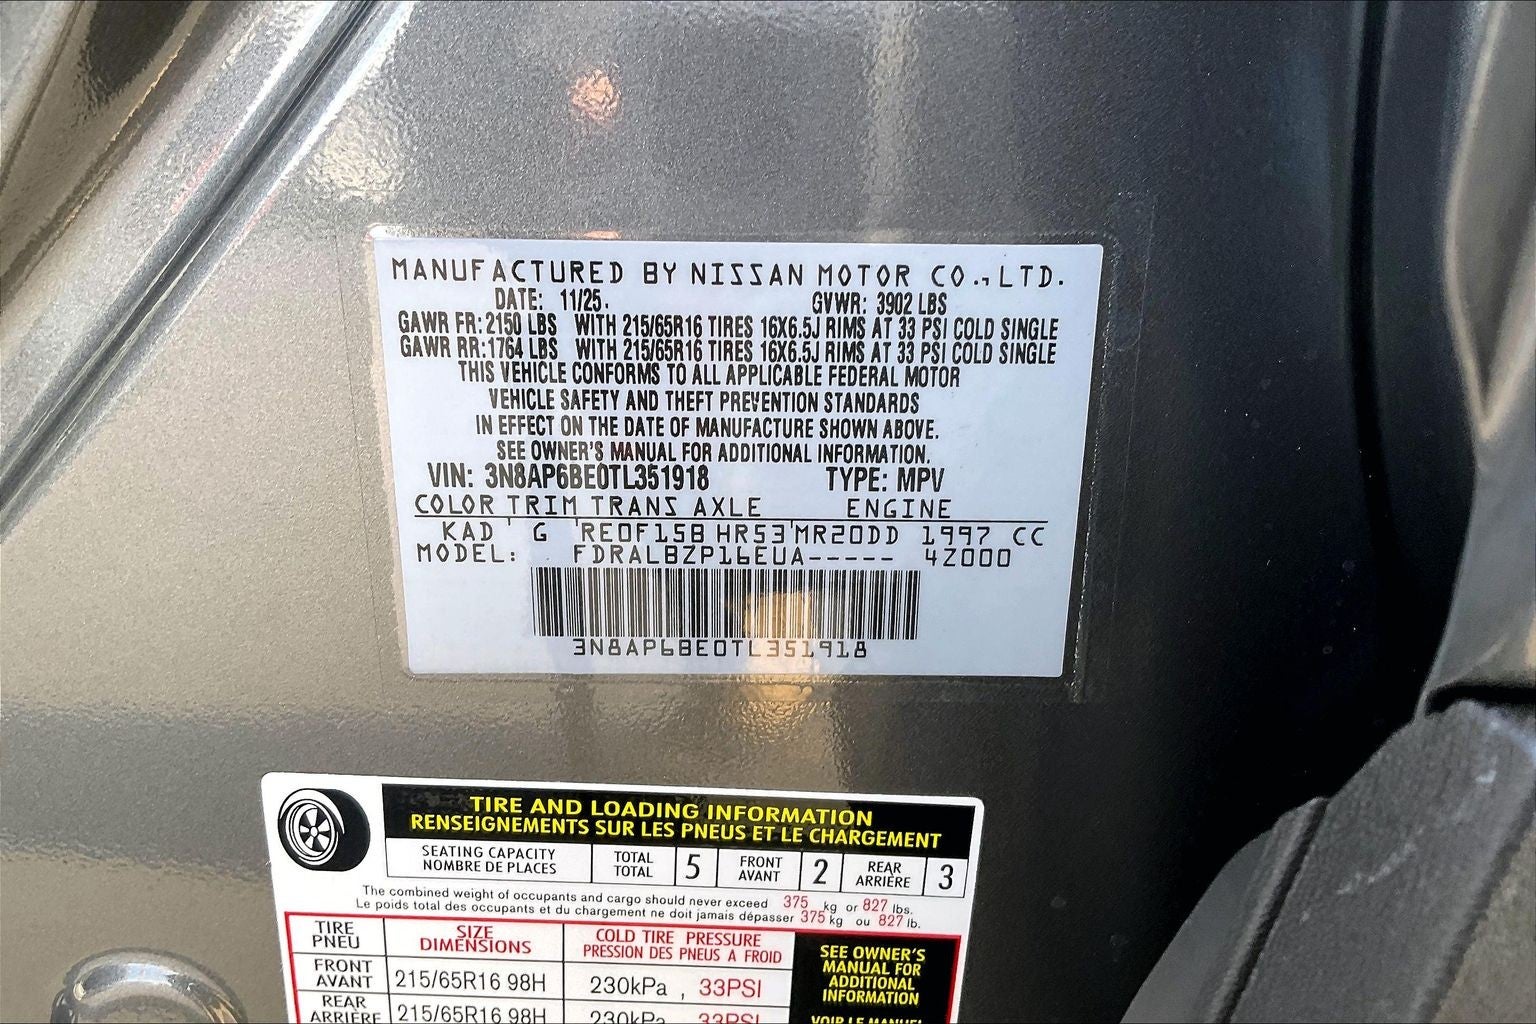 MANUFACTURED BY NISSAN MOTOR CO., LTD.
DATE: 11/25. GVWR: 3902 LBS
GAWR FR: 2150 LBS WITH 215/65R16 TIRES 16X6.5J RIMS AT 33 PSI COLD SINGLE
GAWR RR: 1764 LBS WITH 215/65R16 TIRES 16X6.5J RIMS AT 33 PSI COLD SINGLE
THIS VEHICLE CONFORMS TO ALL APPLICABLE FEDERAL MOTOR
VEHICLE SAFETY AND THEFT PREVENTION STANDARDS
IN EFFECT ON THE DATE OF MANUFACTURE SHOWN ABOVE.
SEE OWNER'S MANUAL FOR ADDITIONAL INFORMATION.
VIN: 3N8AP6BE0TL351918 TYPE: MPV
COLOR TRIM TRANS AXLE ENGINE
KAD G RE0F15B HR53 MR20DD 1997 CC
MODEL: FDRALBZP16EUA----- 4Z000
3N8AP6BE0TL351918
TIRE AND LOADING INFORMATION
RENSEIGNEMENTS SUR LES PNEUS ET LE CHARGEMENT
SEATING CAPACITY TOTAL 5 FRONT 2 REAR 3
NOMBRE DE PLACES TOTAL AVANT ARRIÈRE
The combined weight of occupants and cargo should never exceed 375 kg or 827 lbs.
Le poids total des occupants et du chargement ne doit jamais dépasser 375 kg ou 827 lb.
TIRE SIZE COLD TIRE PRESSURE
PNEU DIMENSIONS PRESSION DES PNEUS A FROID
SEE OWNER'S
MANUAL FOR
ADDITIONAL
INFORMATION
FRONT
AVANT 215/65R16 98H 230kPa , 33PSI
REAR
ARRIÈRE 215/65R16 98H 230kPa , 33PSI
VOIR LE MANUEL